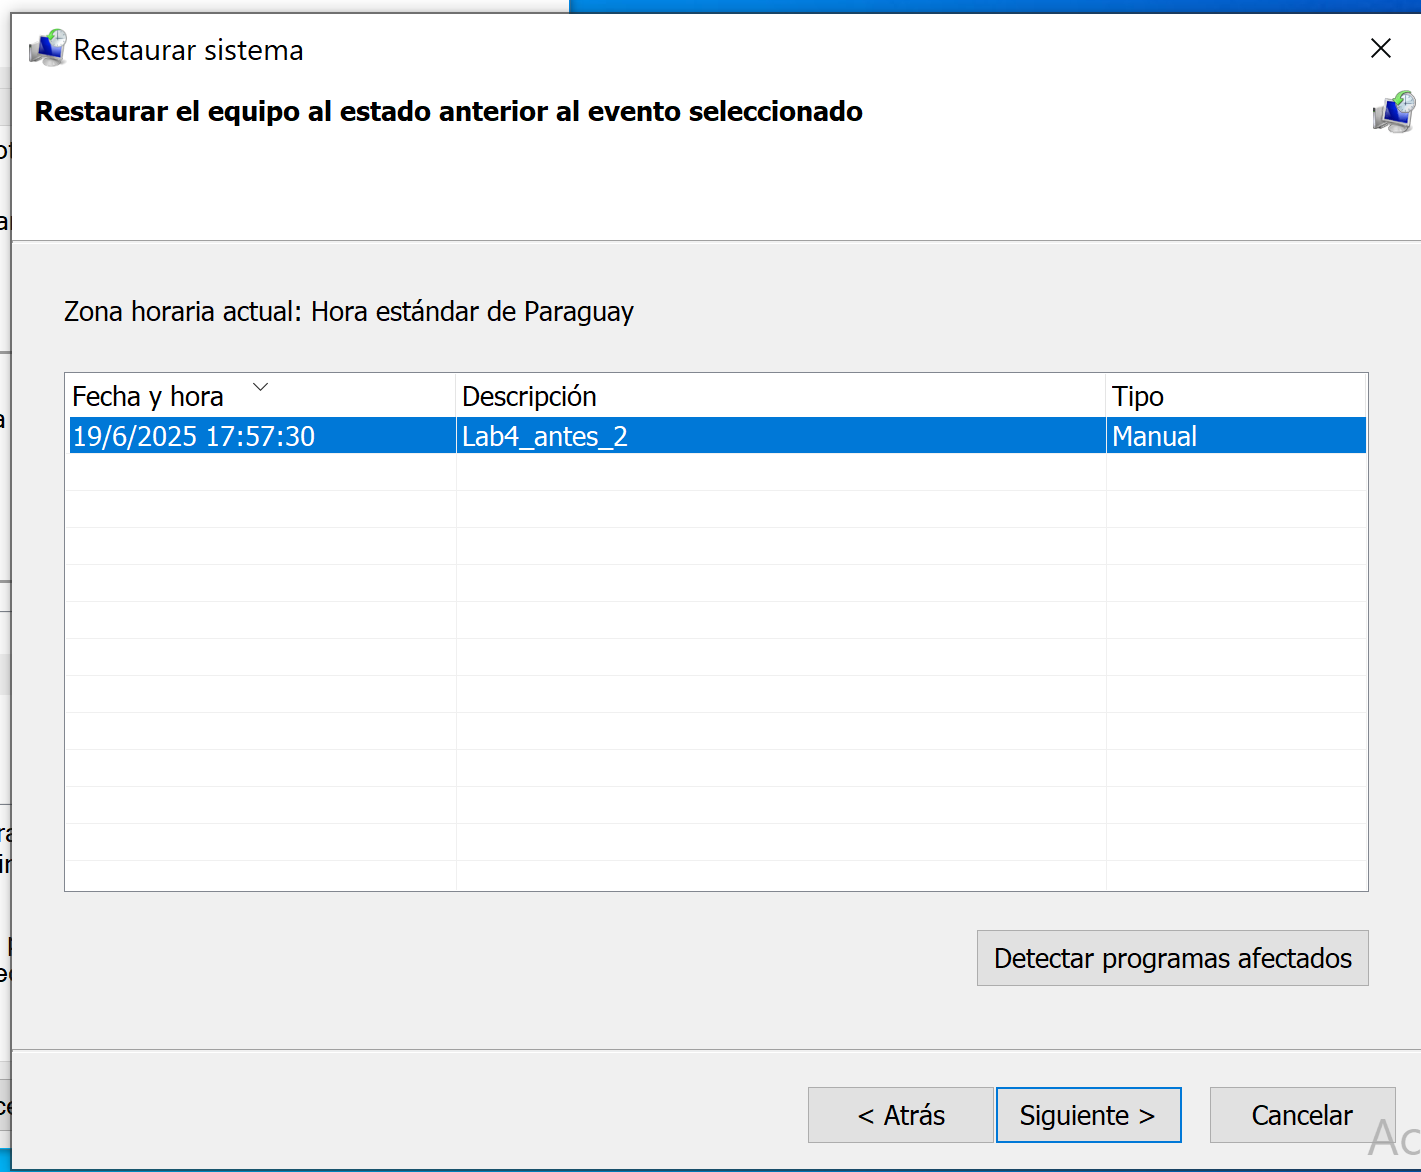 Restaurar sistema
Restaurar el equipo al estado anterior al evento seleccionado
Zona horaria actual: Hora estándar de Paraguay
Fecha y hora Descripción Tipo
19/6/2025 17:57:30 Lab4_antes_2 Manual
Detectar programas afectados
< Atrás Siguiente > Cancelar